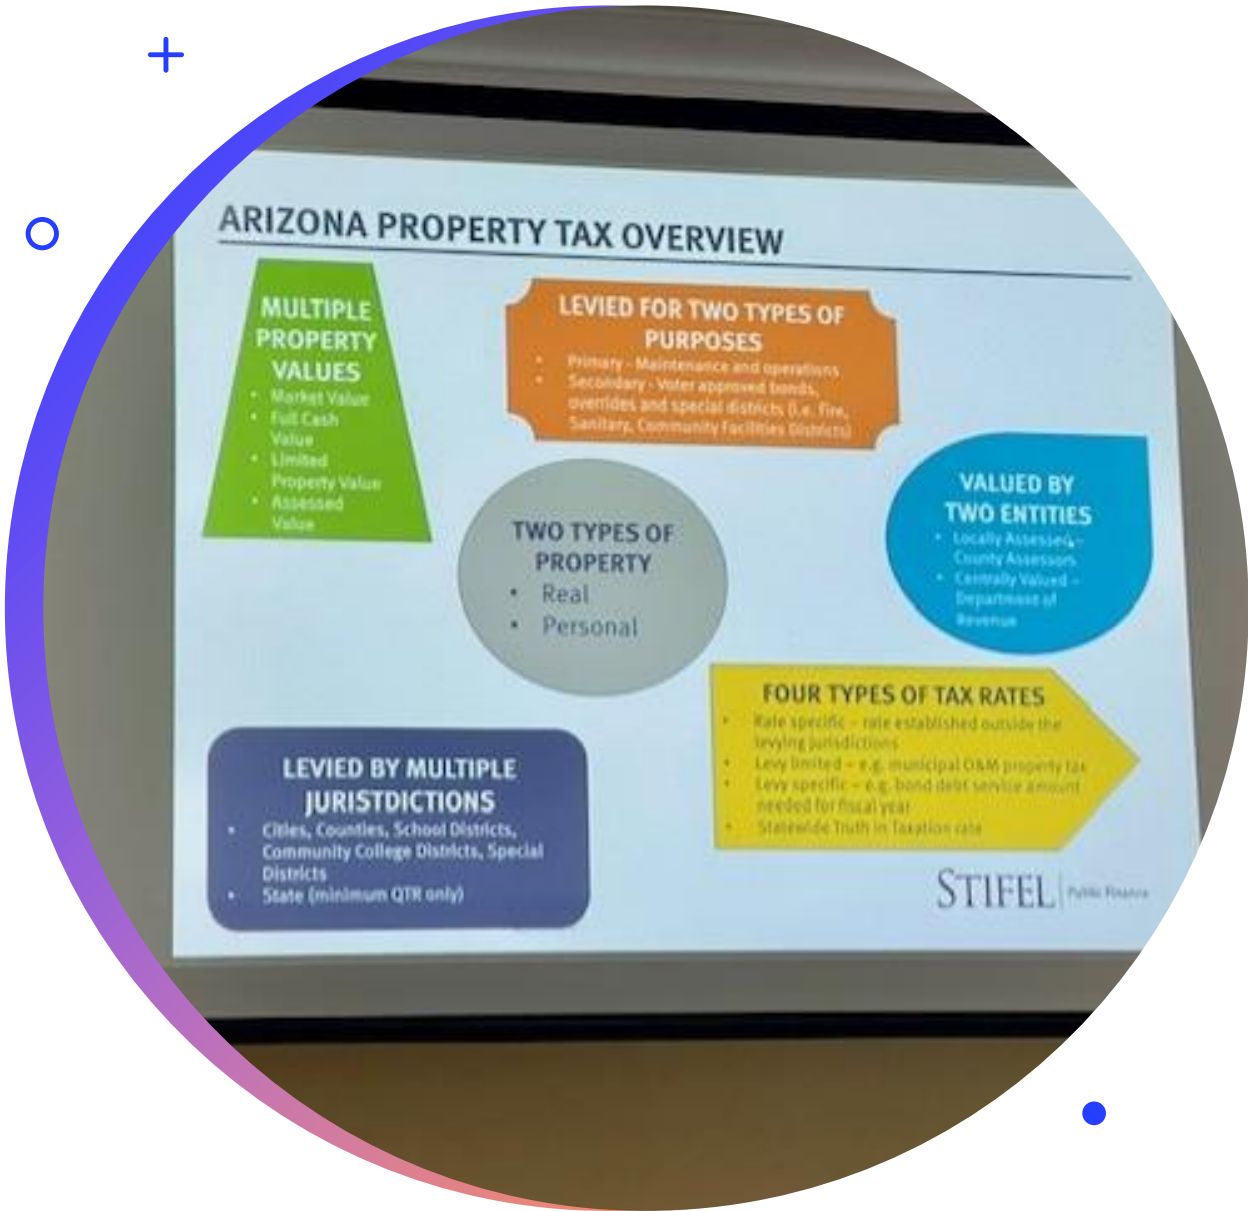 ARIZONA PROPERTY TAX OVERVIEW
MULTIPLE
PROPERTY
VALUES
• Market Value
• Full Cash
Value
• Limited
Property Value
• Assessed
Value
LEVIED FOR TWO TYPES OF
PURPOSES
• Primary - Maintenance and operations
• Secondary - Voter approved bonds,
overrides and special districts (i.e. Fire,
Sanitary, Community Facilities Districts)
TWO TYPES OF
PROPERTY
• Real
• Personal
VALUED BY
TWO ENTITIES
• Locally Assessed –
County Assessors
• Centrally Valued –
Department of
Revenue
LEVIED BY MULTIPLE
JURISTDICTIONS
• Cities, Counties, School Districts,
Community College Districts, Special
Districts
• State (minimum QTR only)
FOUR TYPES OF TAX RATES
• Rate specific – rate established outside the
levying jurisdictions
• Levy limited – e.g. municipal O&M property tax
• Levy specific – e.g. bond debt service amount
needed for fiscal year
• Statewide Truth in Taxation rate
STIFEL | Public Finance